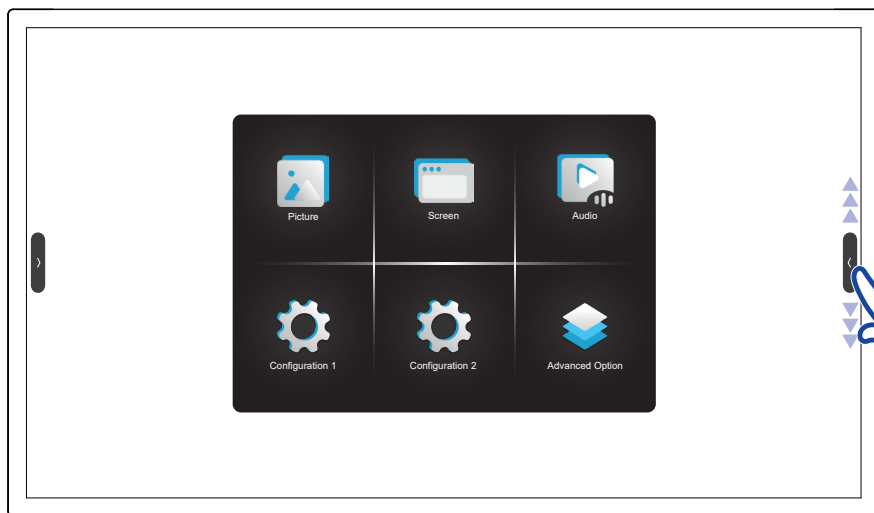 Picture
Screen
Audio
Configuration 1
Configuration 2
Advanced Option